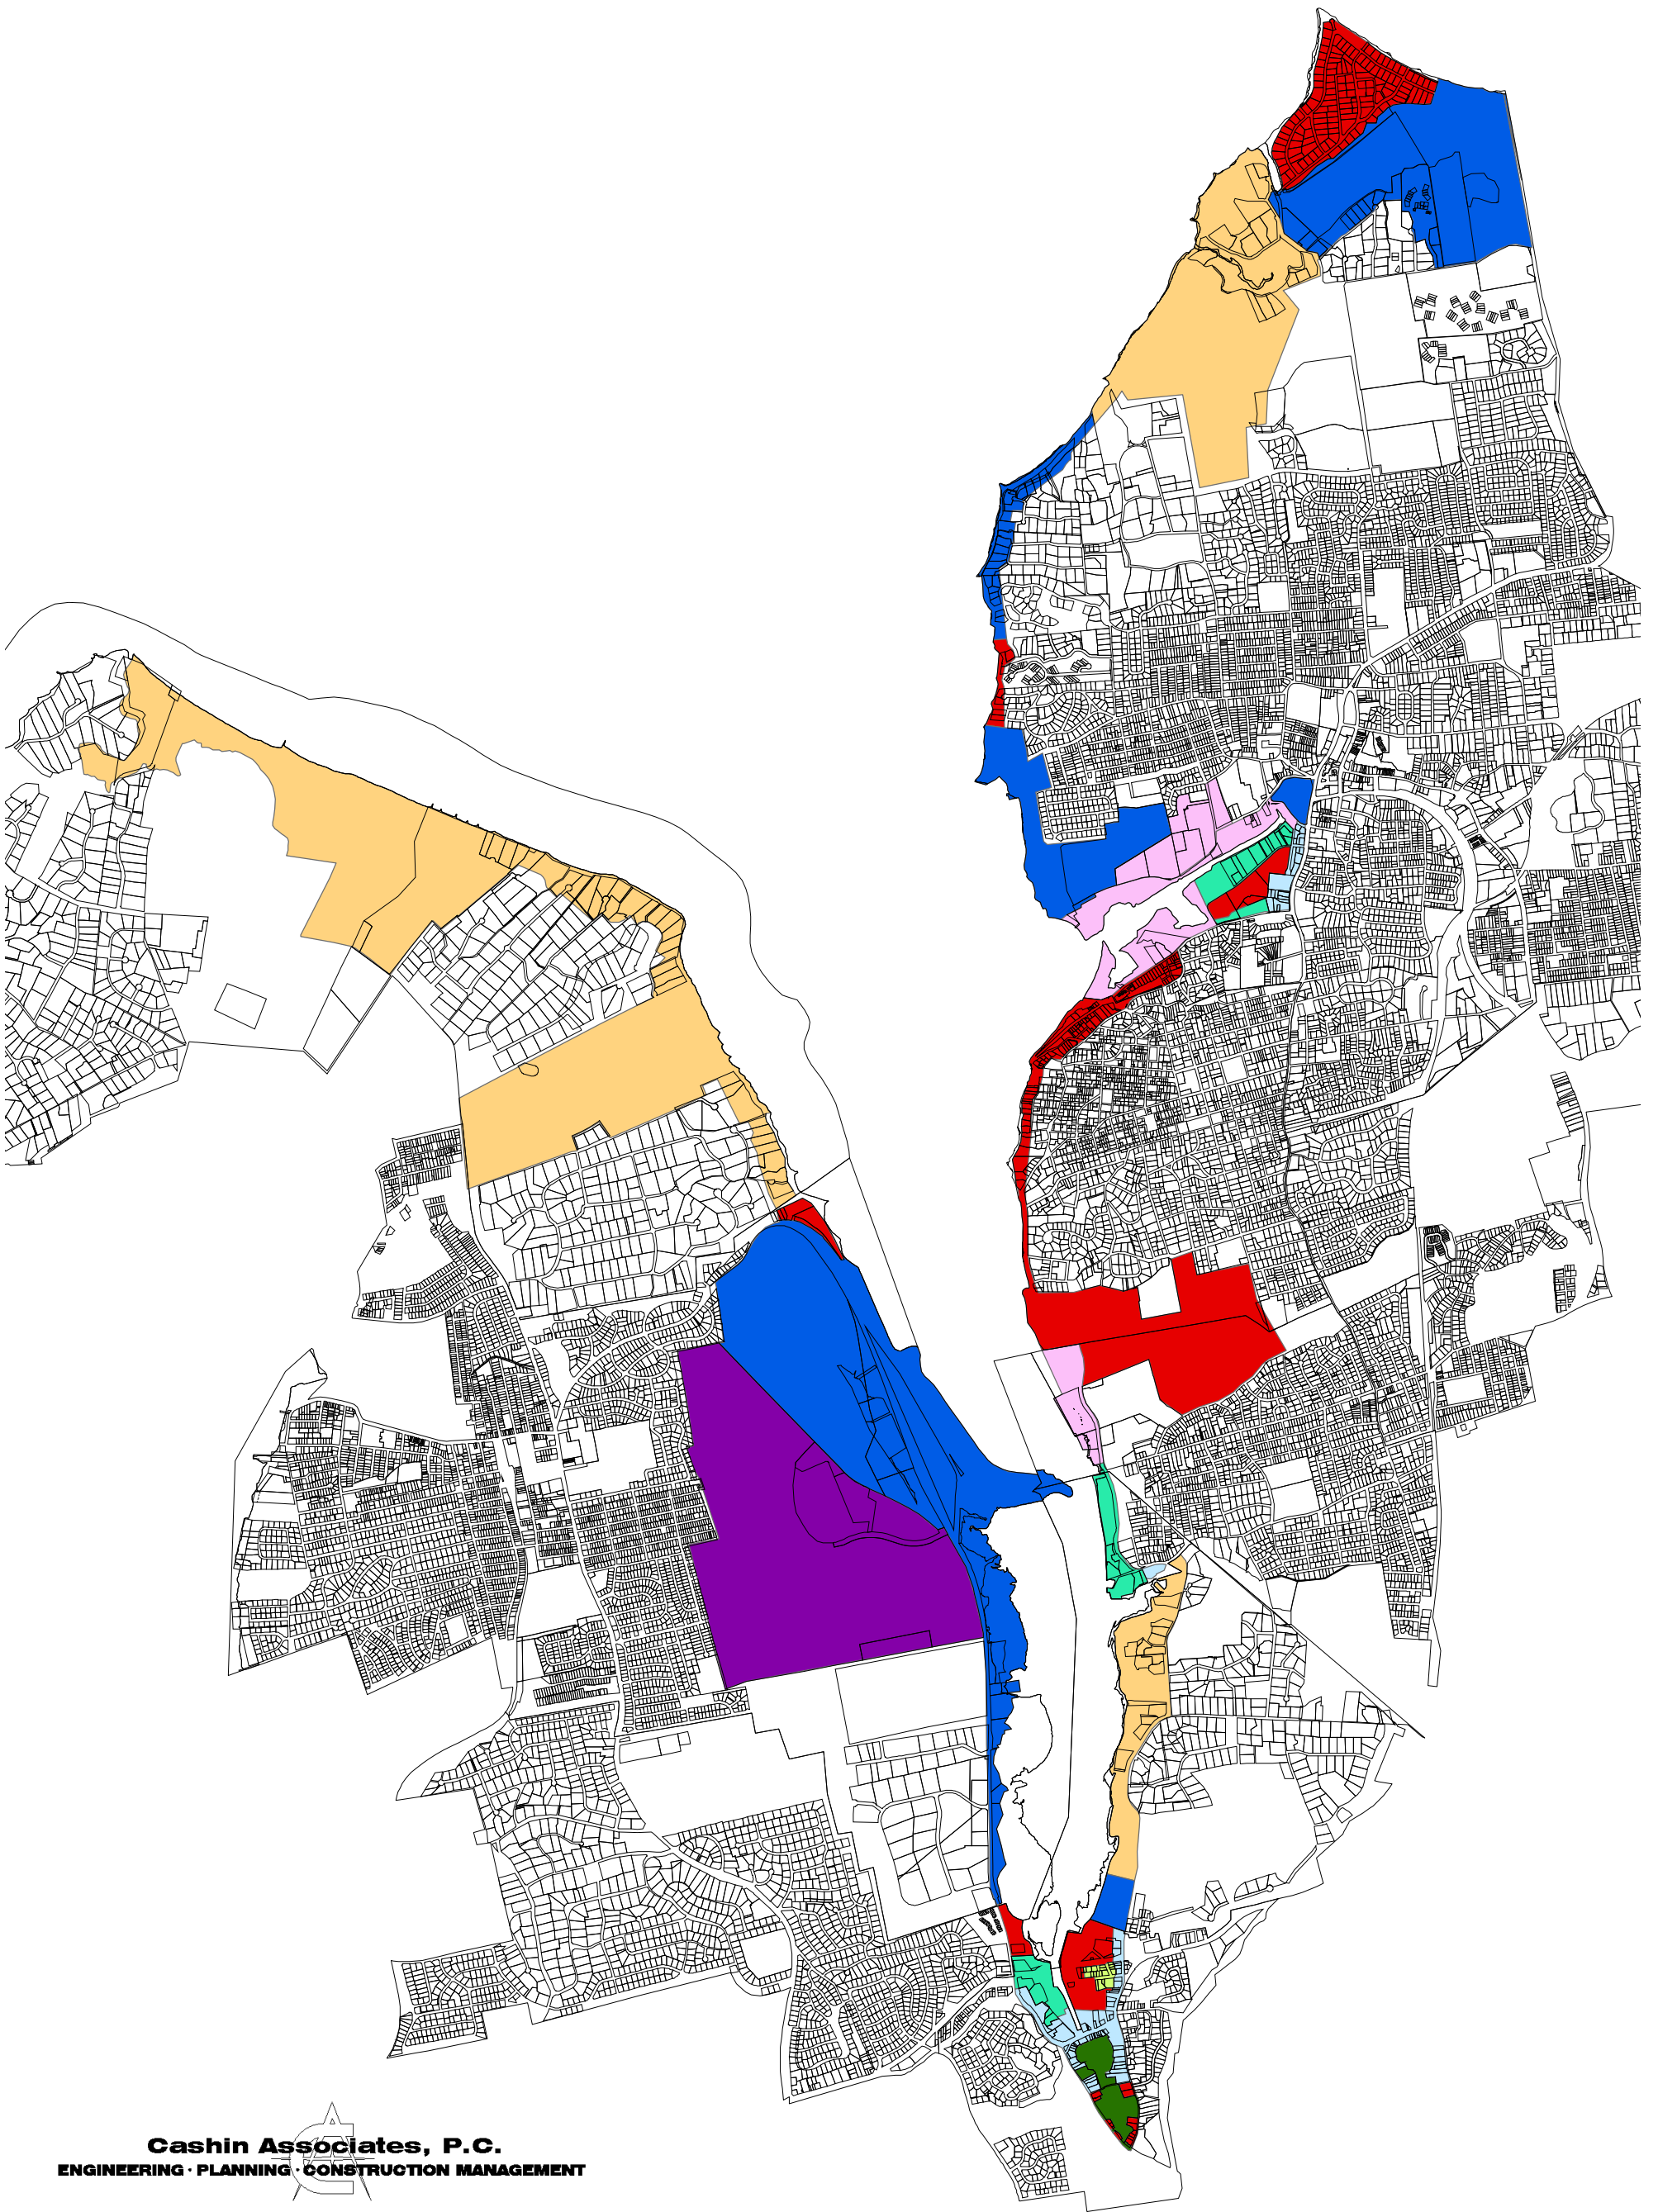 Cashin Associates, P.C.
ENGINEERING · PLANNING · CONSTRUCTION MANAGEMENT